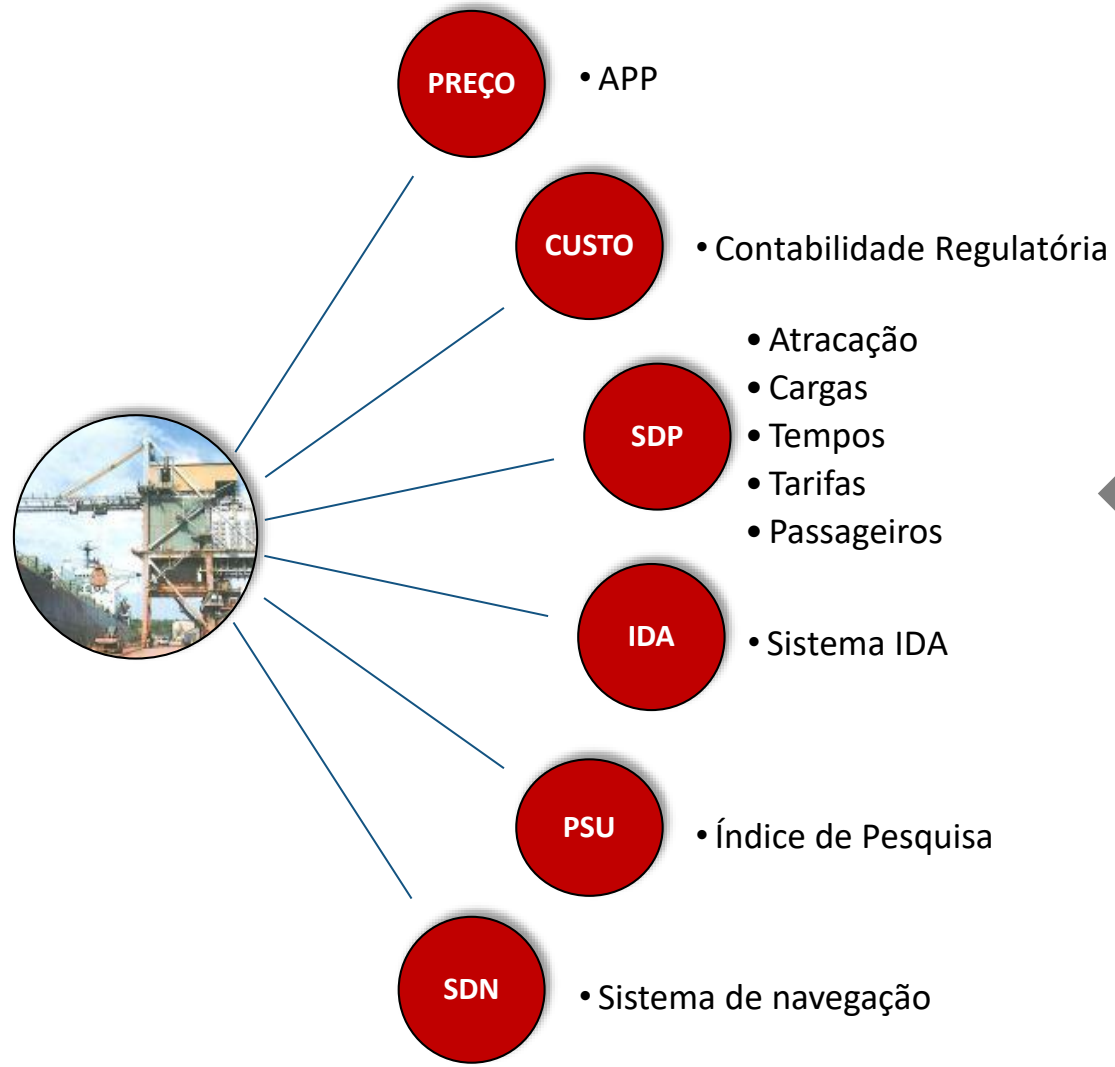 PREÇO
• APP
CUSTO
• Contabilidade Regulatória
SDP
• Atracação
• Cargas
• Tempos
• Tarifas
• Passageiros
IDA
• Sistema IDA
PSU
• Índice de Pesquisa
SDN
• Sistema de navegação